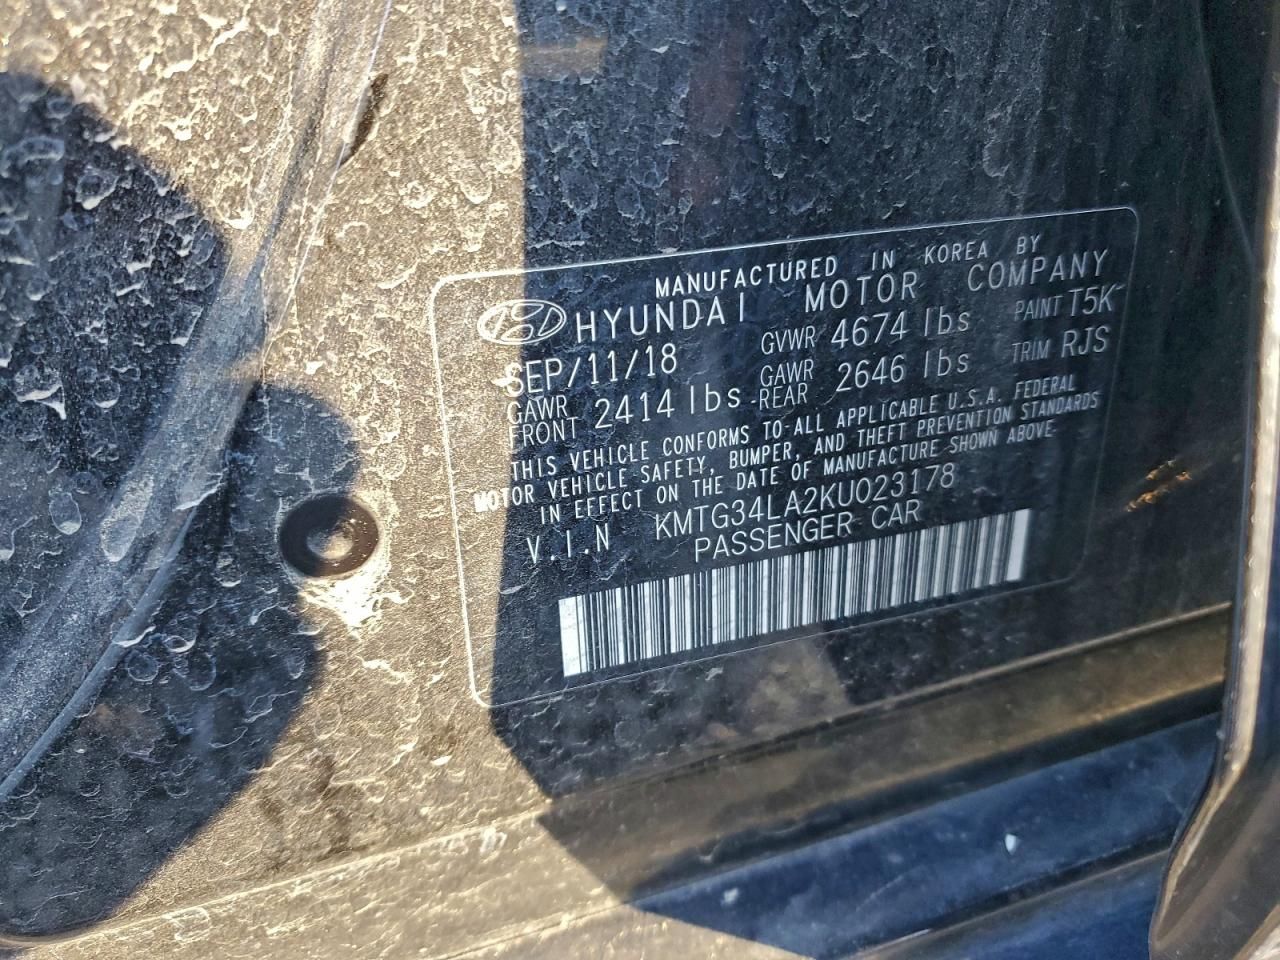 MANUFACTURED IN KOREA BY
HYUNDAI MOTOR COMPANY
SEP/11/18 GVWR 4674 lbs PAINT T5K
GAWR FRONT 2414 lbs GAWR REAR 2646 lbs TRIM RJS
THIS VEHICLE CONFORMS TO ALL APPLICABLE U.S.A. FEDERAL
MOTOR VEHICLE SAFETY, BUMPER, AND THEFT PREVENTION STANDARDS
IN EFFECT ON THE DATE OF MANUFACTURE SHOWN ABOVE
V.I.N KMTG34LA2KU023178
PASSENGER CAR